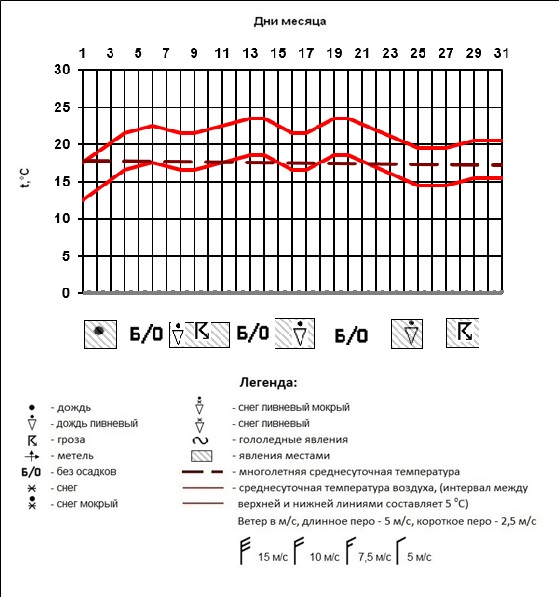 Дни месяца
1 3 5 7 9 11 13 15 17 19 21 23 25 27 29 31
30
25
20
t,°C
15
10
5
0
Б/О Б/О Б/О
Легенда:
- дождь
- снег пивневый мокрый
- дождь пивневый
- снег пивневый
- гроза
- гололедные явления
- метель
- явления местами
Б/О - без осадков
- многолетняя среднесуточная температура
- снег
- среднесуточная температура воздуха, (интервал между
- снег мокрый
верхней и нижней линиями составляет 5 °С)
Ветер в м/с, длинное перо - 5 м/с, короткое перо - 2,5 м/с
15 м/с 10 м/с 7,5 м/с 5 м/с